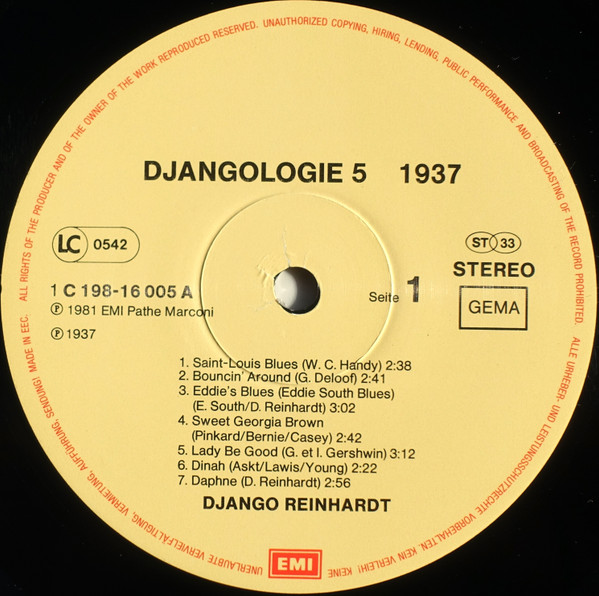 ALL RIGHTS OF THE PRODUCER AND OF THE OWNER OF THE WORK REPRODUCED RESERVED. UNAUTHORIZED COPYING, HIRING, LENDING, PUBLIC PERFORMANCE AND BROADCASTING OF THE RECORD PROHIBITED.
DJANGOLOGIE 5 1937
LC 0542
ST 33
STEREO
1 C 198-16 005 A
Seite 1
GEMA
℗ 1981 EMI Pathe Marconi
℗ 1937
1. Saint-Louis Blues (W. C. Handy) 2:38
2. Bouncin' Around (G. Deloof) 2:41
3. Eddie's Blues (Eddie South Blues)
(E. South/D. Reinhardt) 3:02
4. Sweet Georgia Brown
(Pinkard/Bernie/Casey) 2:42
5. Lady Be Good (G. et I. Gershwin) 3:12
6. Dinah (Askt/Lawis/Young) 2:22
7. Daphne (D. Reinhardt) 2:56
DJANGO REINHARDT
EMI
ALLE URHEBER- UND LEISTUNGSSCHUTZRECHTE VORBEHALTEN. KEIN VERLEIH! KEINE UNERLAUBTE VERVIELFÄLTIGUNG, VERMIETUNG, AUFFÜHRUNG, SENDUNG! MADE IN EEC.